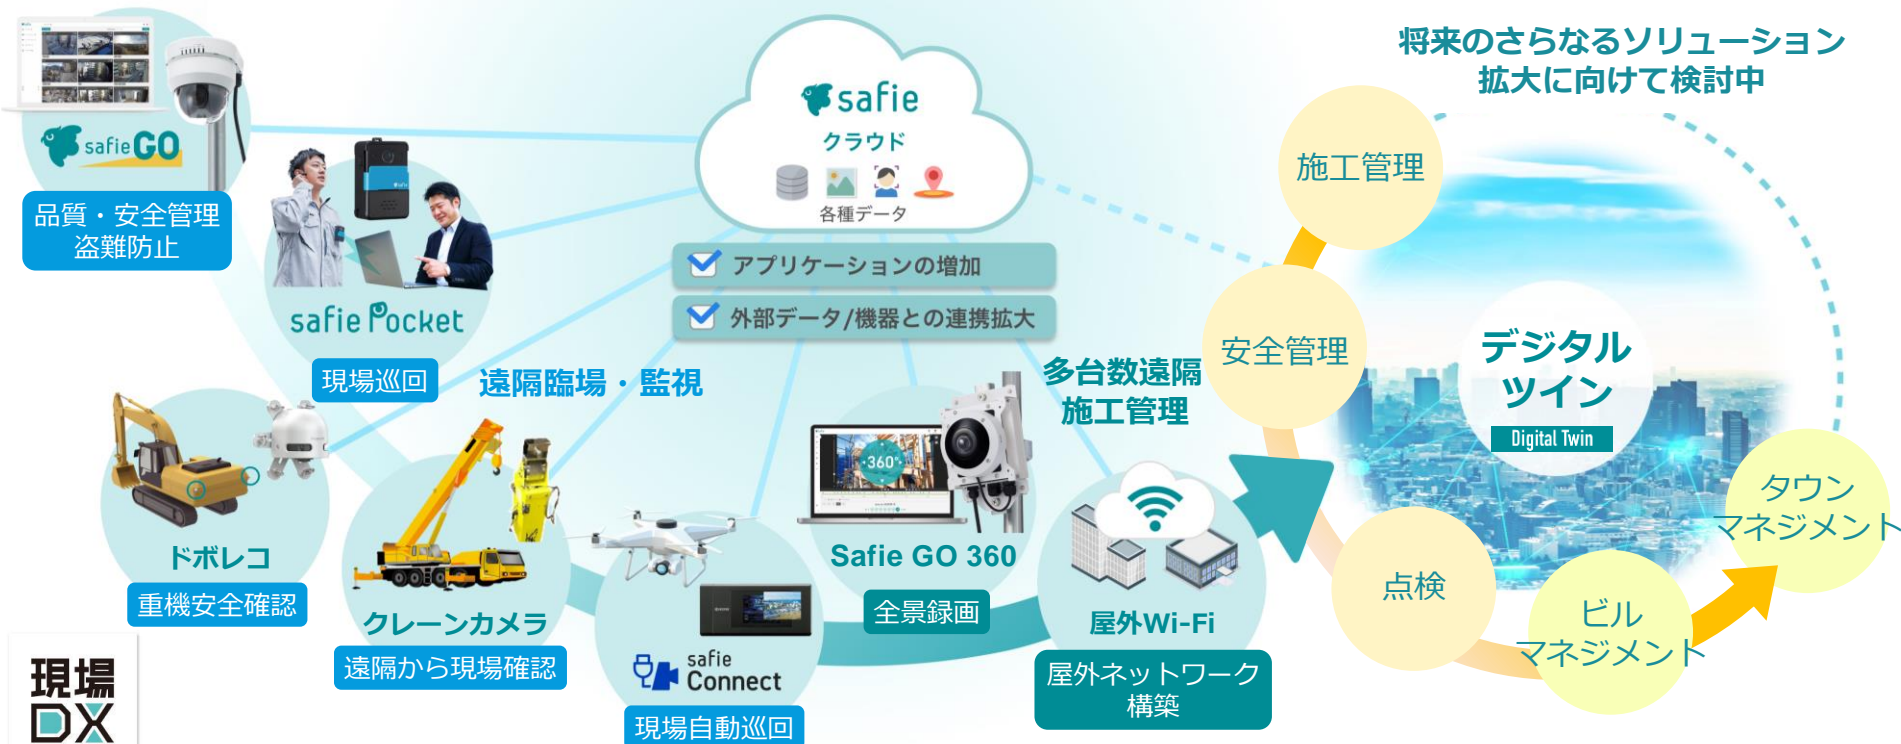 将来のさらなるソリューション
拡大に向けて検討中
safie
クラウド
各種データ
アプリケーションの増加
外部データ/機器との連携拡大
safie GO
品質・安全管理
盗難防止
safie Pocket
現場巡回
遠隔臨場・監視
ドボレコ
重機安全確認
クレーンカメラ
遠隔から現場確認
safie
Connect
現場自動巡回
360°
Safie GO 360
全景録画
多台数遠隔
施工管理
屋外Wi-Fi
屋外ネットワーク
構築
施工管理
安全管理
点検
ビル
マネジメント
タウン
マネジメント
デジタル
ツイン
Digital Twin
現場
DX